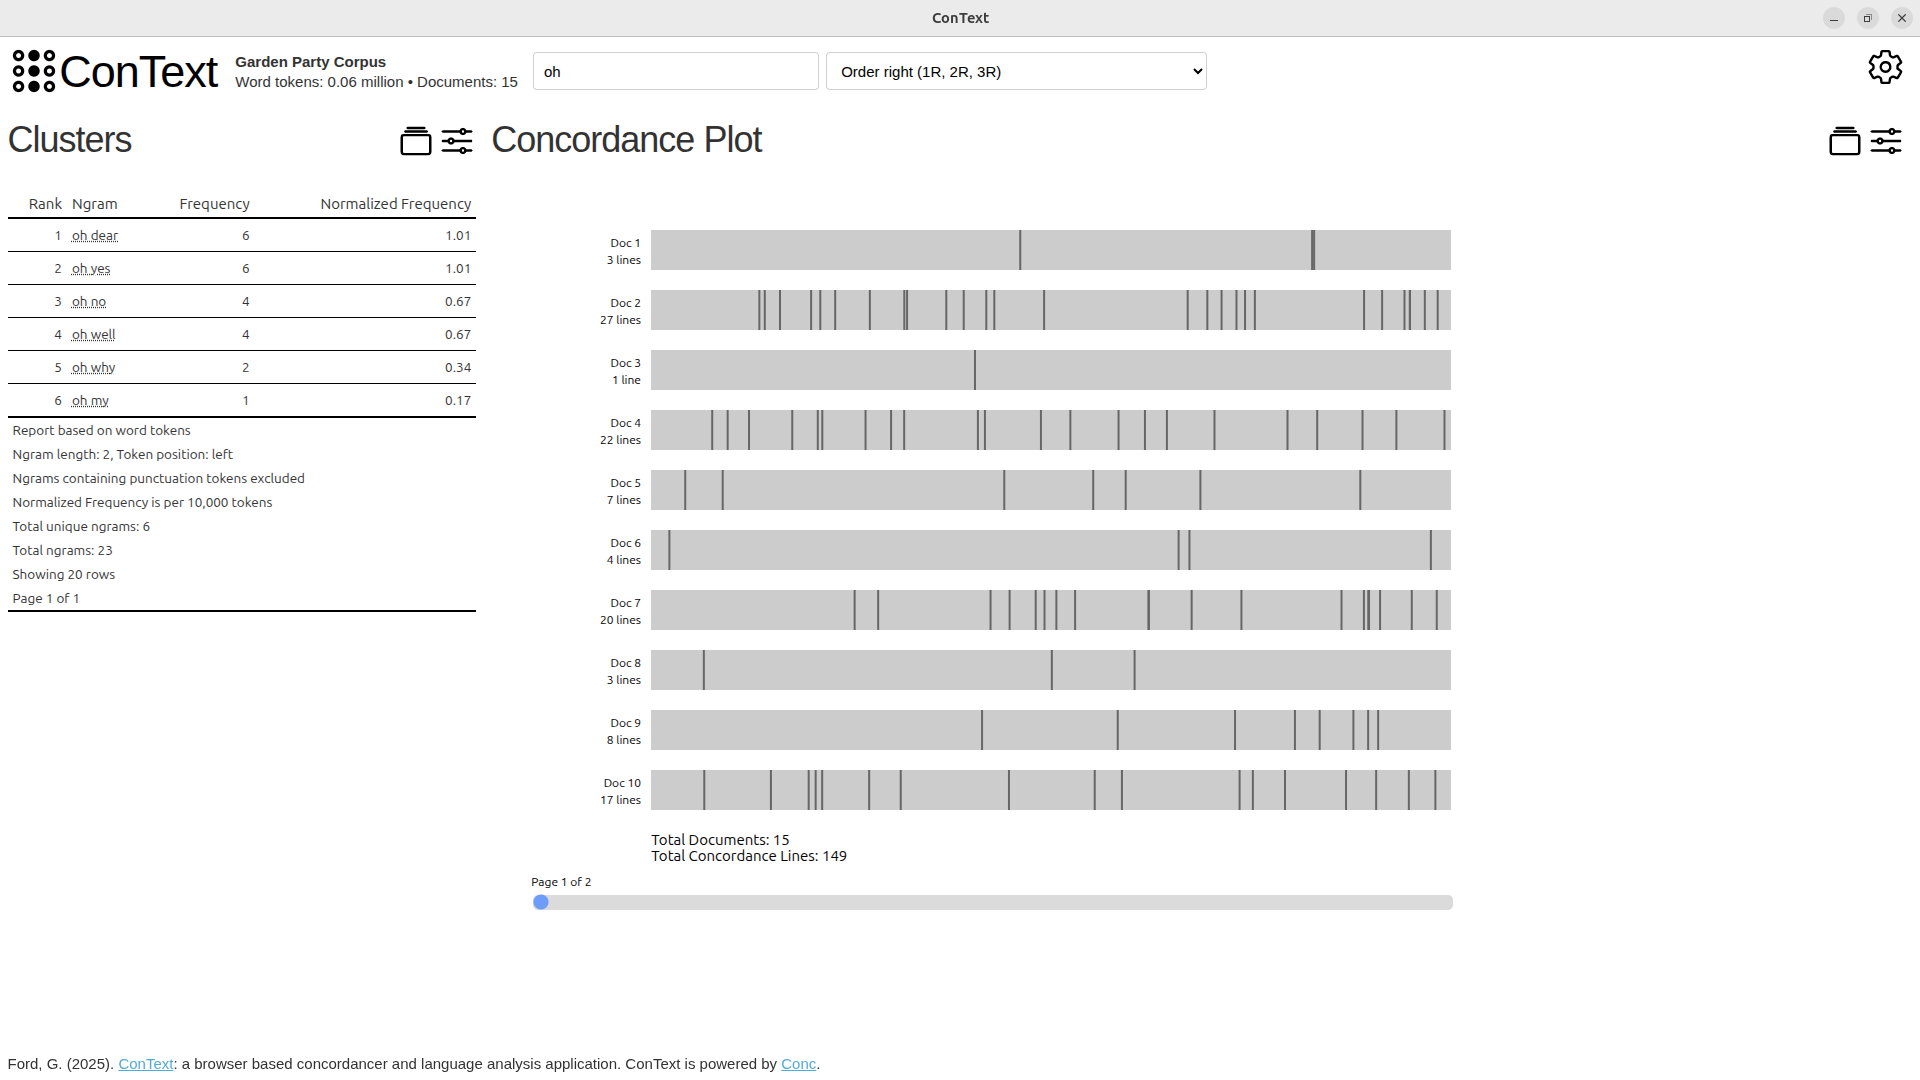 ConText
ConText
Garden Party Corpus
Word tokens: 0.06 million • Documents: 15
oh
Order right (1R, 2R, 3R)
Clusters
Rank Ngram Frequency Normalized Frequency
1 oh dear 6 1.01
2 oh yes 6 1.01
3 oh no 4 0.67
4 oh well 4 0.67
5 oh why 2 0.34
6 oh my 1 0.17
Report based on word tokens
Ngram length: 2, Token position: left
Ngrams containing punctuation tokens excluded
Normalized Frequency is per 10,000 tokens
Total unique ngrams: 6
Total ngrams: 23
Showing 20 rows
Page 1 of 1
Concordance Plot
Doc 1
3 lines
Doc 2
27 lines
Doc 3
1 line
Doc 4
22 lines
Doc 5
7 lines
Doc 6
4 lines
Doc 7
20 lines
Doc 8
3 lines
Doc 9
8 lines
Doc 10
17 lines
Total Documents: 15
Total Concordance Lines: 149
Page 1 of 2
Ford, G. (2025). ConText: a browser based concordancer and language analysis application. ConText is powered by Conc.